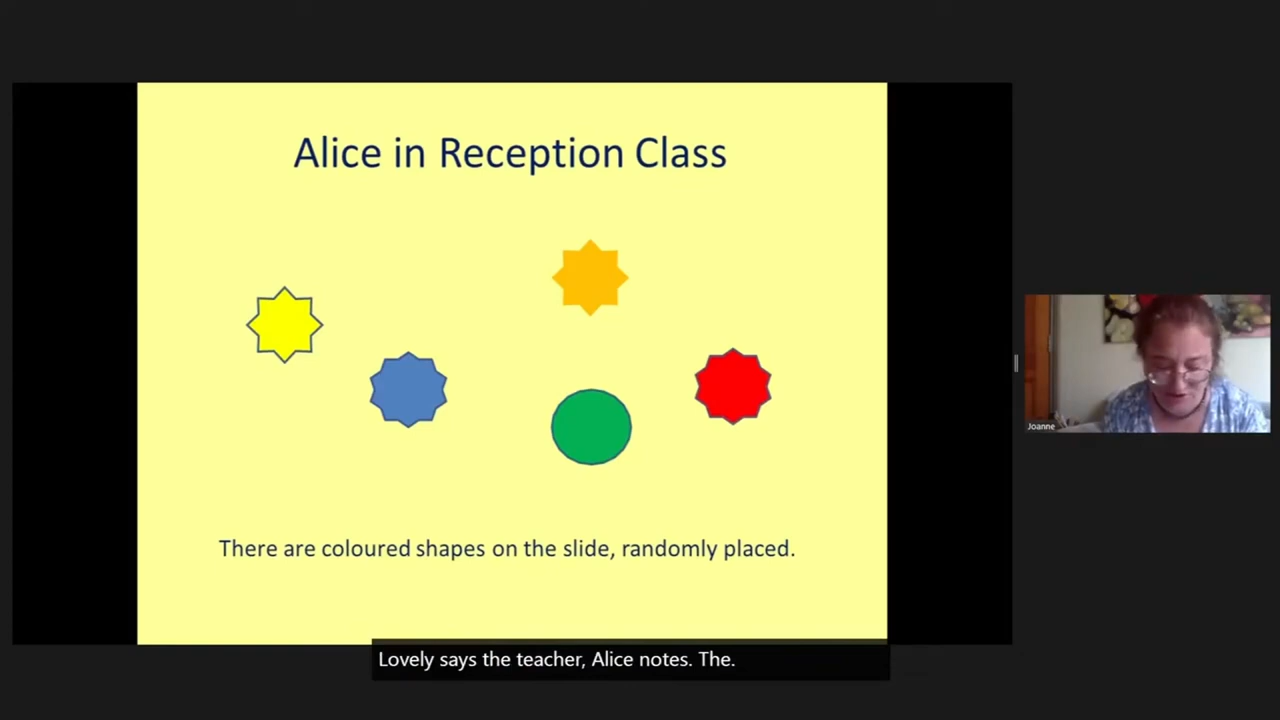 Alice in Reception Class
There are coloured shapes on the slide, randomly placed.
Joanne
Lovely says the teacher, Alice notes. The.